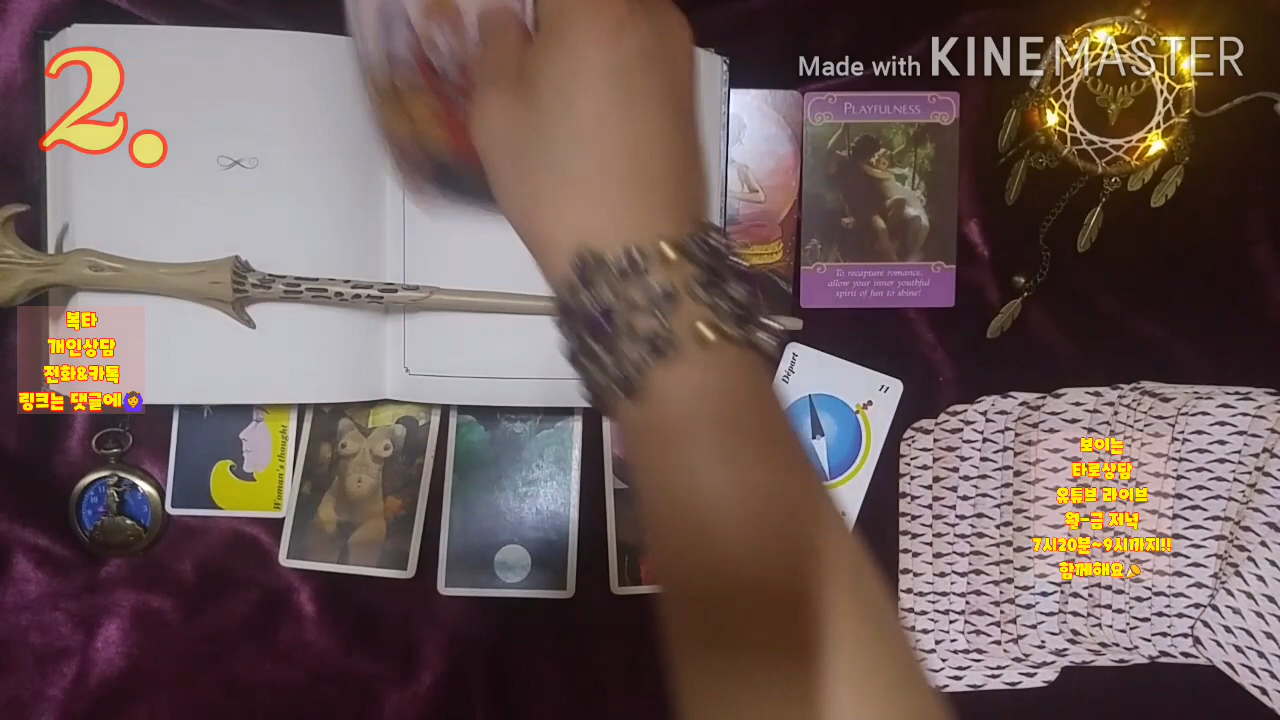 2.
Made with KINEMASTER
PLAYFULNESS
To recapture romance,
allow your inner youthful
spirit of fun to shine!
복타
개인상담
전화&카톡
링크는 댓글에🙆‍♀️
Woman's thought
Départ
11
보이는
타로상담
유튜브 라이브
월-금 저녁
7시20분~9시까지!!
함께해요